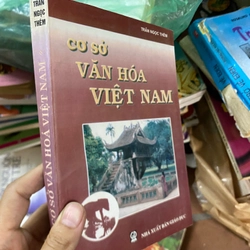 TRẦN NGỌC THÊM
CƠ SỞ
VĂN HÓA
VIỆT NAM
NHÀ XUẤT BẢN GIÁO DỤC
TRẦN
NGỌC
THÊM
CƠ SỞ VĂN HOÁ VIỆT NAM